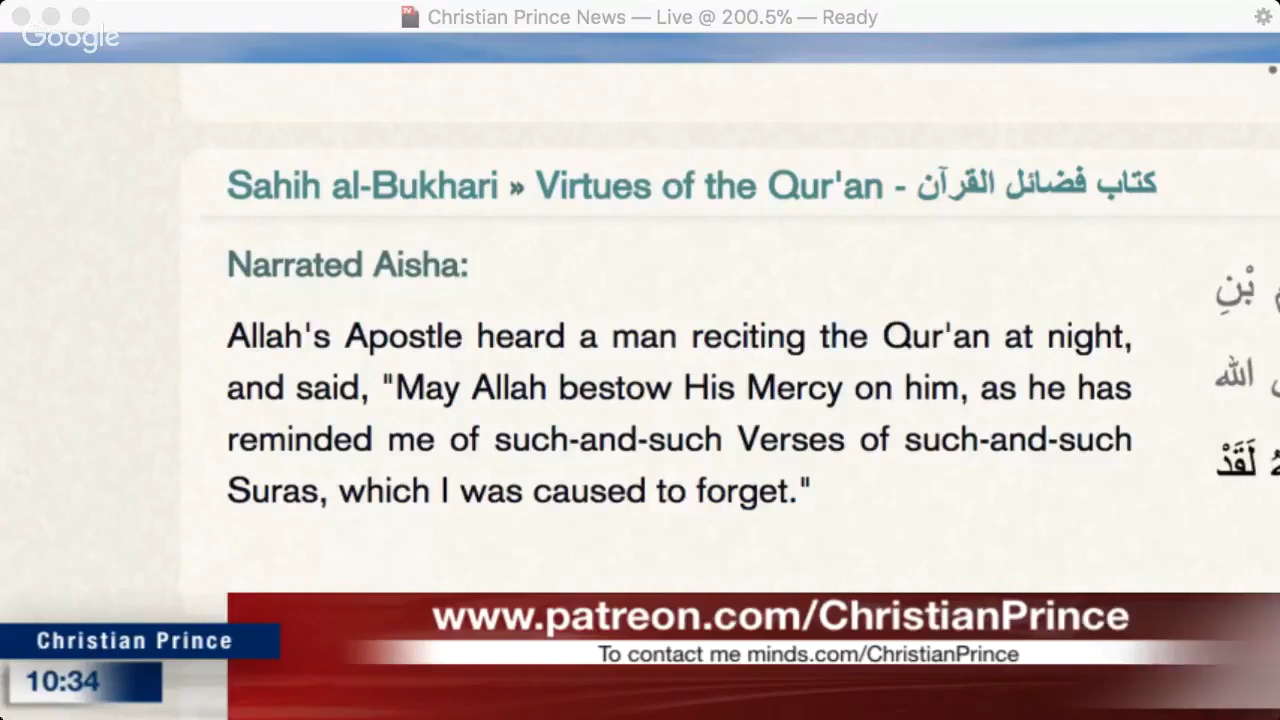 Christian Prince News — Live @ 200.5% — Ready
Google
Sahih al-Bukhari » Virtues of the Qur'an - كتاب فضائل القرآن
Narrated Aisha:
Allah's Apostle heard a man reciting the Qur'an at night,
and said, "May Allah bestow His Mercy on him, as he has
reminded me of such-and-such Verses of such-and-such
Suras, which I was caused to forget."
بْنِ
الله
لَقَدْ
www.patreon.com/ChristianPrince
To contact me minds.com/ChristianPrince
Christian Prince
10:34